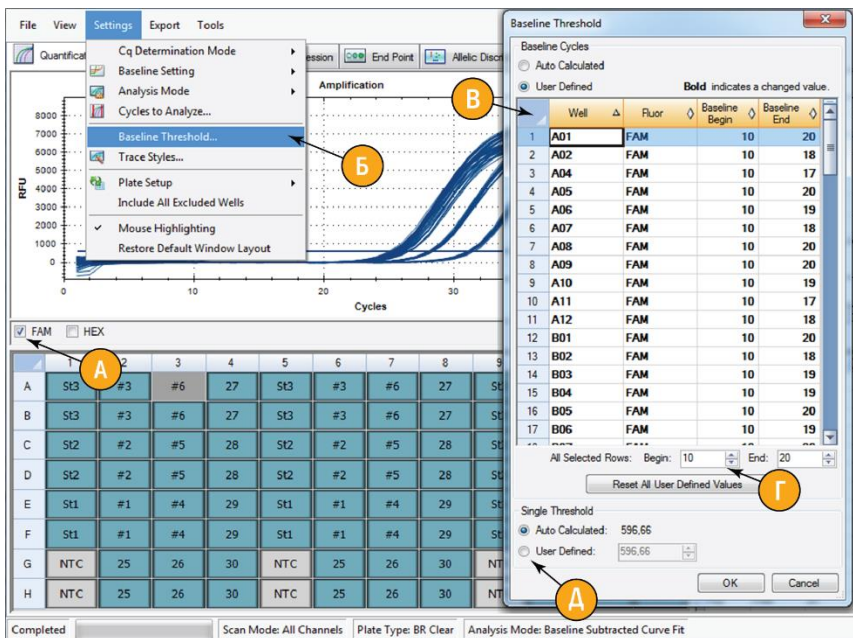 File View Settings Export Tools
Quantificat
ession End Point Allelic Discri
Cq Determination Mode
Baseline Setting
Analysis Mode
Cycles to Analyze...
Baseline Threshold...
Trace Styles...
Plate Setup
Include All Excluded Wells
Mouse Highlighting
Restore Default Window Layout
Amplification
RFU
8000
7000
6000
5000
4000
3000
2000
1000
0
0 10 20 30
Cycles
Б
FAM HEX
А
1 2 3 4 5 6 7 8 9
A St3 #3 #6 27 St3 #3 #6 27 St
B St3 #3 #6 27 St3 #3 #6 27 St
C St2 #2 #5 28 St2 #2 #5 28 St
D St2 #2 #5 28 St2 #2 #5 28 St
E St1 #1 #4 29 St1 #1 #4 29 St
F St1 #1 #4 29 St1 #1 #4 29 St
G NTC 25 26 30 NTC 25 26 30 NT
H NTC 25 26 30 NTC 25 26 30 NT
Completed Scan Mode: All Channels Plate Type: BR Clear Analysis Mode: Baseline Subtracted Curve Fit
Baseline Threshold
Baseline Cycles
Auto Calculated
User Defined Bold indicates a changed value.
В
Well Fluor Baseline Begin Baseline End
1 A01 FAM 10 20
2 A02 FAM 10 18
3 A04 FAM 10 17
4 A05 FAM 10 20
5 A06 FAM 10 19
6 A07 FAM 10 18
7 A08 FAM 10 20
8 A09 FAM 10 20
9 A10 FAM 10 19
10 A11 FAM 10 17
11 A12 FAM 10 18
12 B01 FAM 10 20
13 B02 FAM 10 18
14 B03 FAM 10 19
15 B04 FAM 10 19
16 B05 FAM 10 20
17 B06 FAM 10 19
All Selected Rows: Begin: 10 End: 20
Reset All User Defined Values
Г
Single Threshold
Auto Calculated: 596,66
User Defined: 596,66
Д
OK Cancel